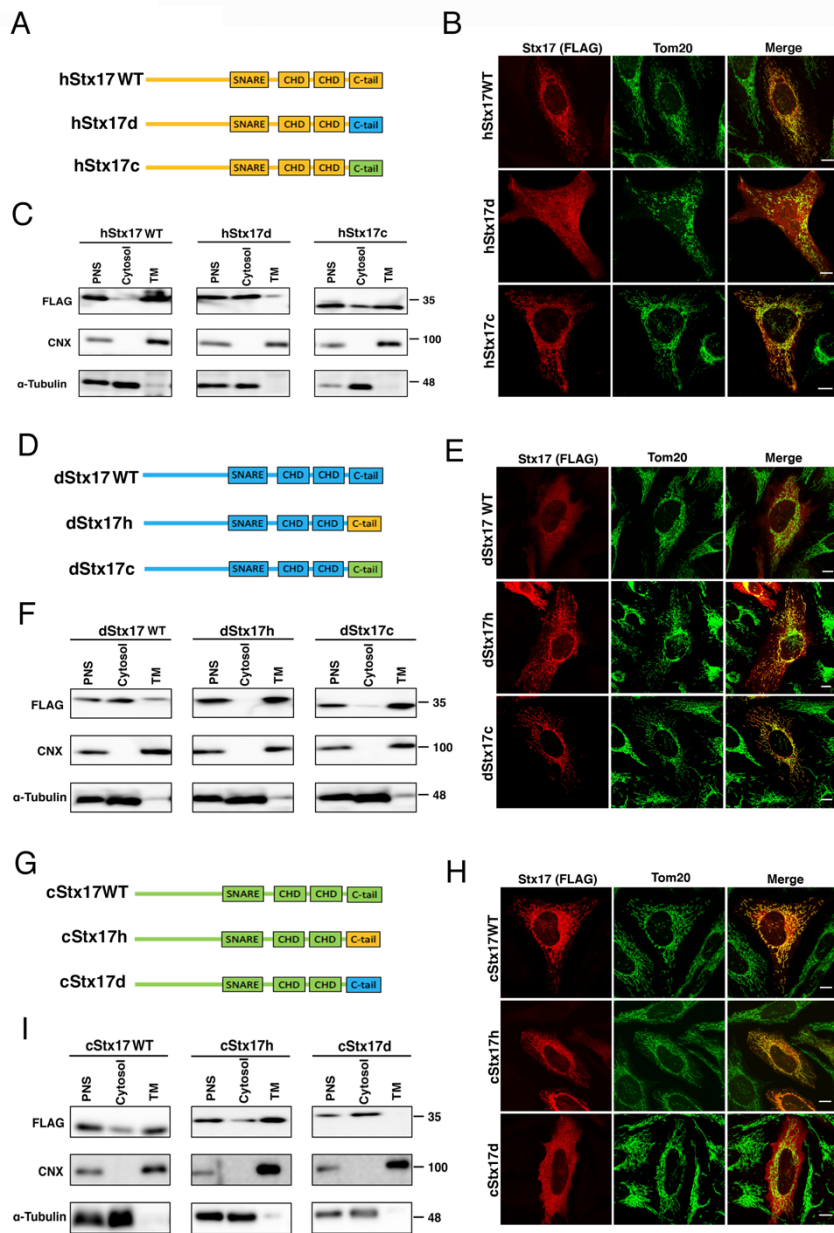 A
hStx17 WT
SNARE CHD CHD C-tail
hStx17d
SNARE CHD CHD C-tail
hStx17c
SNARE CHD CHD C-tail
B
Stx17 (FLAG) Tom20 Merge
hStx17WT
hStx17d
hStx17c
C
hStx17 WT hStx17d hStx17c
PNS Cytosol TM PNS Cytosol TM PNS Cytosol TM
FLAG 35
CNX 100
α-Tubulin 48
D
dStx17 WT
SNARE CHD CHD C-tail
dStx17h
SNARE CHD CHD C-tail
dStx17c
SNARE CHD CHD C-tail
E
Stx17 (FLAG) Tom20 Merge
dStx17 WT
dStx17h
dStx17c
F
dStx17 WT dStx17h dStx17c
PNS Cytosol TM PNS Cytosol TM PNS Cytosol TM
FLAG 35
CNX 100
α-Tubulin 48
G
cStx17WT
SNARE CHD CHD C-tail
cStx17h
SNARE CHD CHD C-tail
cStx17d
SNARE CHD CHD C-tail
H
Stx17 (FLAG) Tom20 Merge
cStx17WT
cStx17h
cStx17d
I
cStx17 WT cStx17h cStx17d
PNS Cytosol TM PNS Cytosol TM PNS Cytosol TM
FLAG 35
CNX 100
α-Tubulin 48